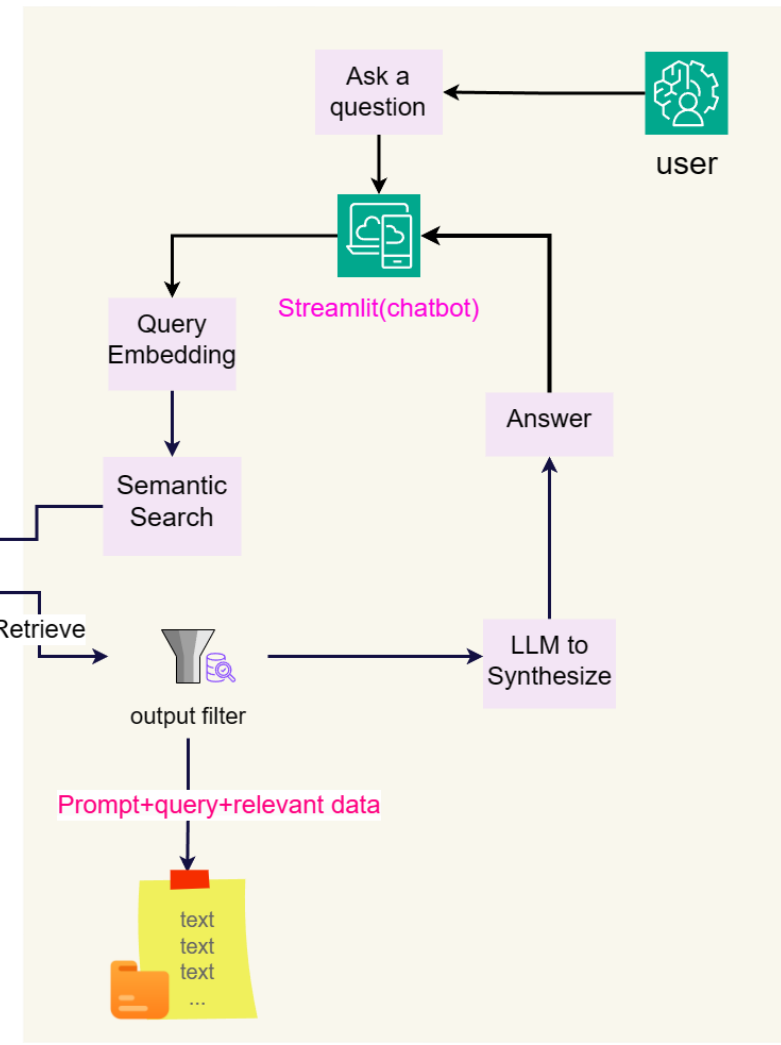 Ask a
question
user
Streamlit(chatbot)
Query
Embedding
Answer
Semantic
Search
Retrieve
LLM to
Synthesize
output filter
Prompt+query+relevant data
text
text
text
...